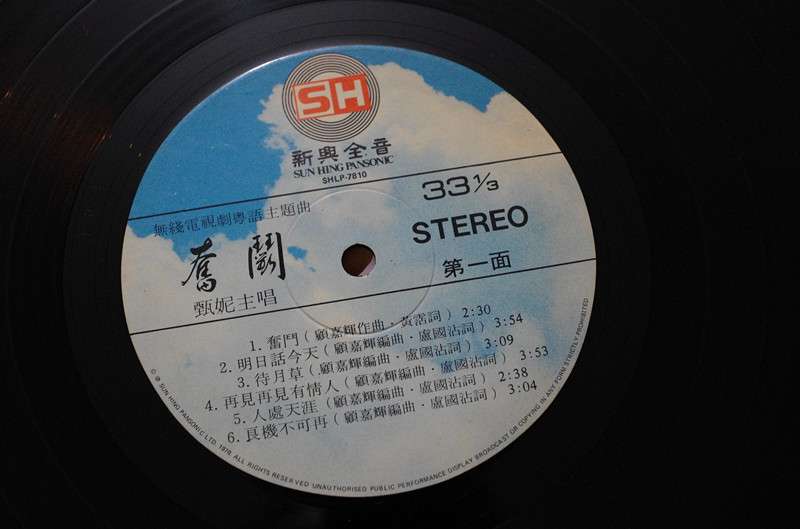 SH
新興全音
SUN HING PANSONIC
SHLP-7810
33 1/3
STEREO
第一面
無綫電視劇粵語主題曲
奮鬭
甄妮主唱
1. 奮鬥(顧嘉輝作曲·黃霑詞) 2:30
2. 明日話今天(顧嘉輝編曲·盧國沾詞) 3:54
3. 待月草(顧嘉輝編曲·盧國沾詞) 3:09
4. 再見再見有情人(顧嘉輝編曲·盧國沾詞) 3:53
5. 人處天涯(顧嘉輝編曲·盧國沾詞) 2:38
6. 良機不可再(顧嘉輝編曲·盧國沾詞) 3:04
© ℗ SUN HING PANSONIC LTD. 1978 ALL RIGHTS RESERVED UNAUTHORISED PUBLIC PERFORMANCE DISPLAY BROADCAST OR COPYING IN ANY FORM STRICTLY PROHIBITED